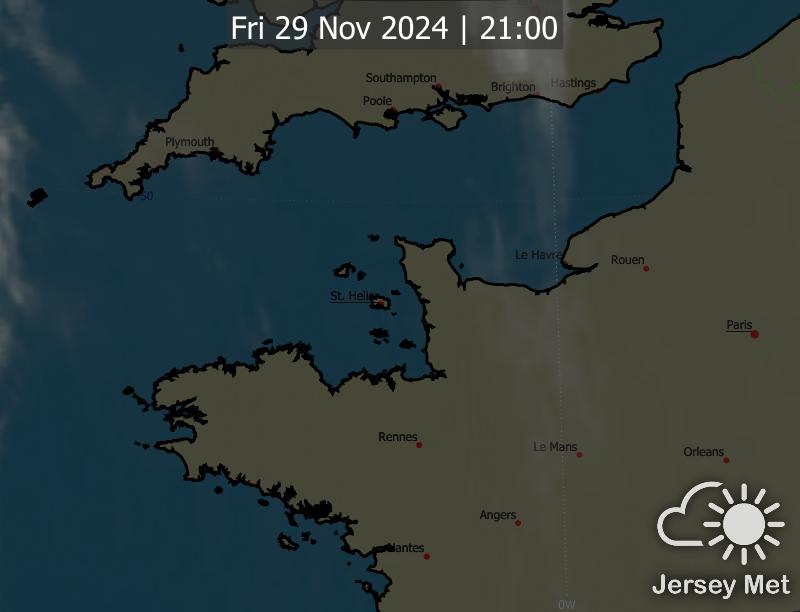 Fri 29 Nov 2024 | 21:00
Southampton
Brighton
Hastings
Poole
Plymouth
50
Le Havre
Rouen
St. Helier
Paris
Rennes
Le Mans
Orleans
Angers
Nantes
Jersey Met
0W